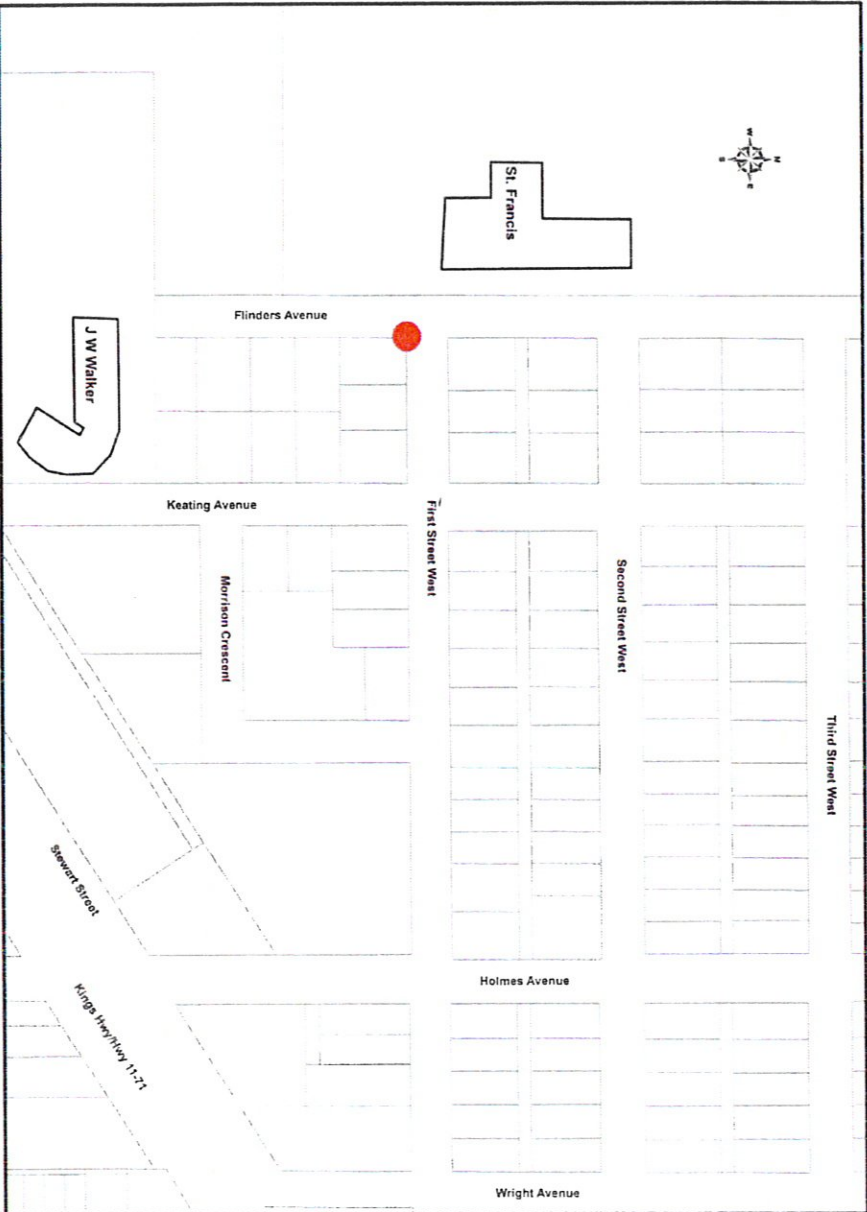 W
N
S
E
St. Francis
Flinders Avenue
J W Walker
Keating Avenue
First Street West
Morrison Crescent
Second Street West
Third Street West
Stewart Street
Holmes Avenue
Kings Hwy/Hwy 11-71
Wright Avenue